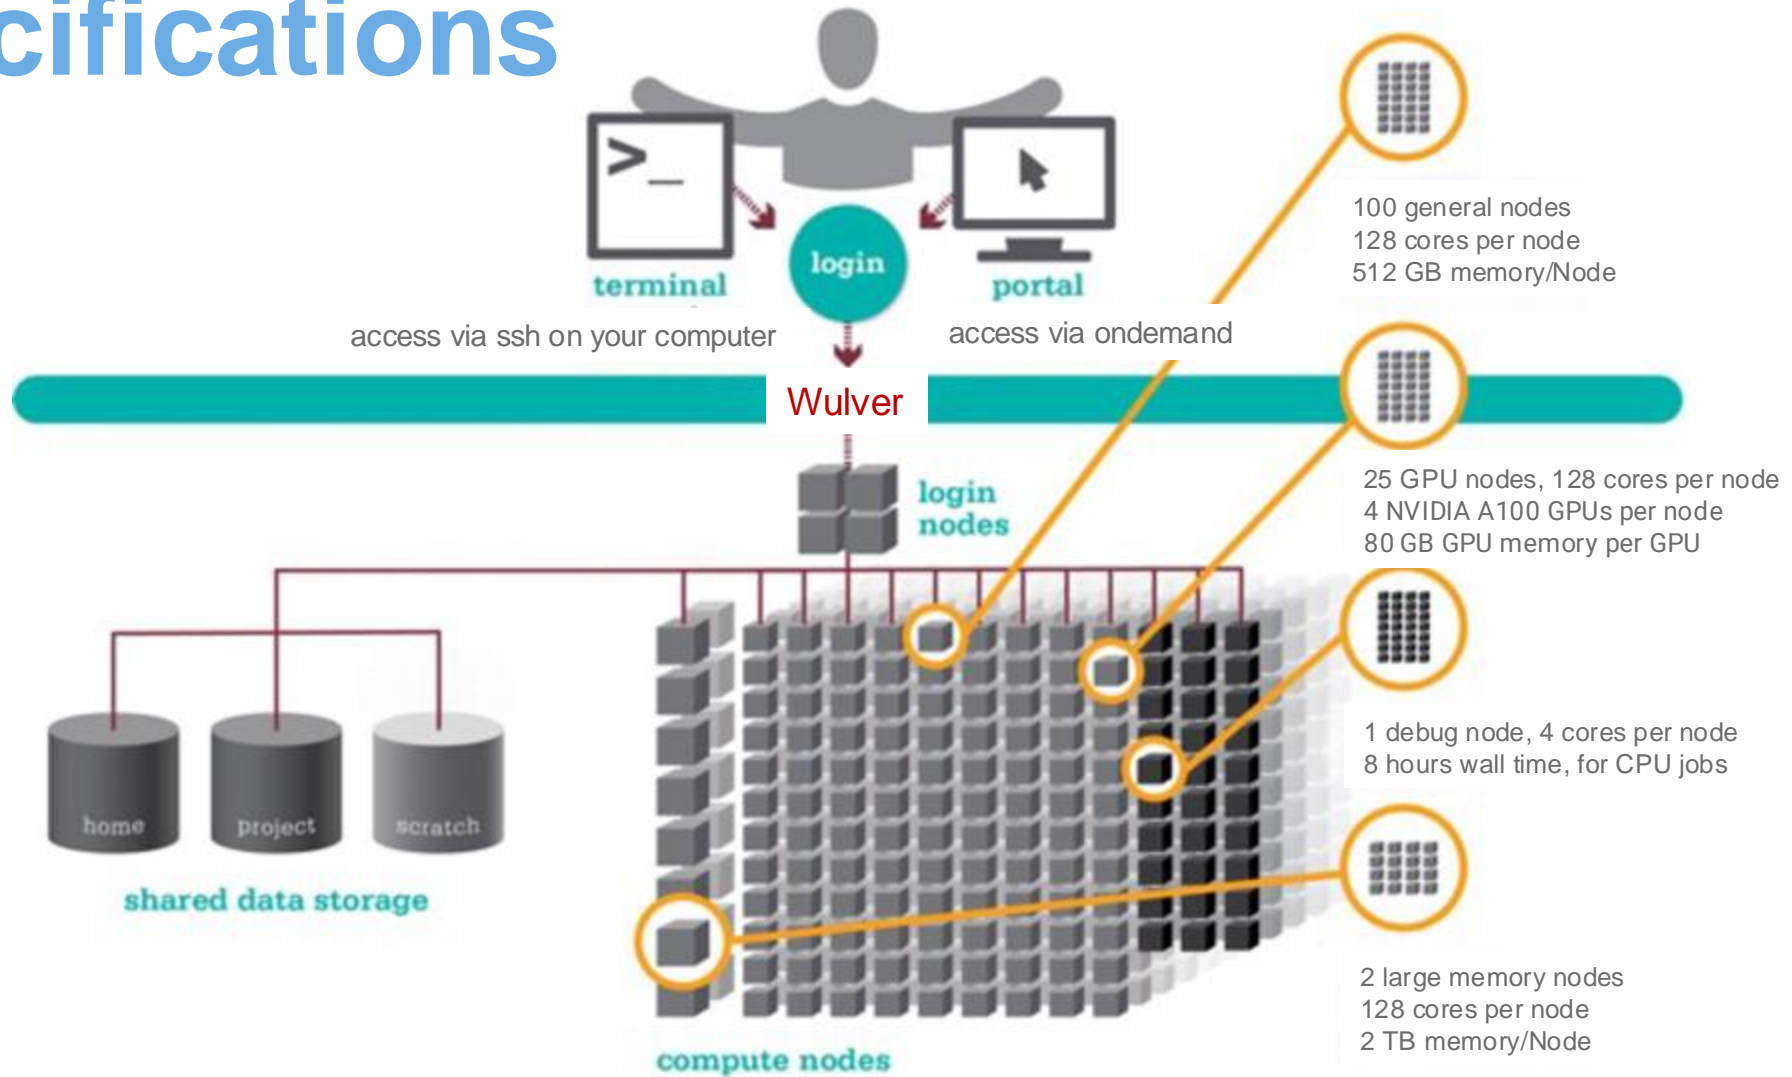 cifications
>_
login
terminal
portal
access via ssh on your computer
access via ondemand
Wulver
login
nodes
home
project
scratch
shared data storage
compute nodes
100 general nodes
128 cores per node
512 GB memory/Node
25 GPU nodes, 128 cores per node
4 NVIDIA A100 GPUs per node
80 GB GPU memory per GPU
1 debug node, 4 cores per node
8 hours wall time, for CPU jobs
2 large memory nodes
128 cores per node
2 TB memory/Node